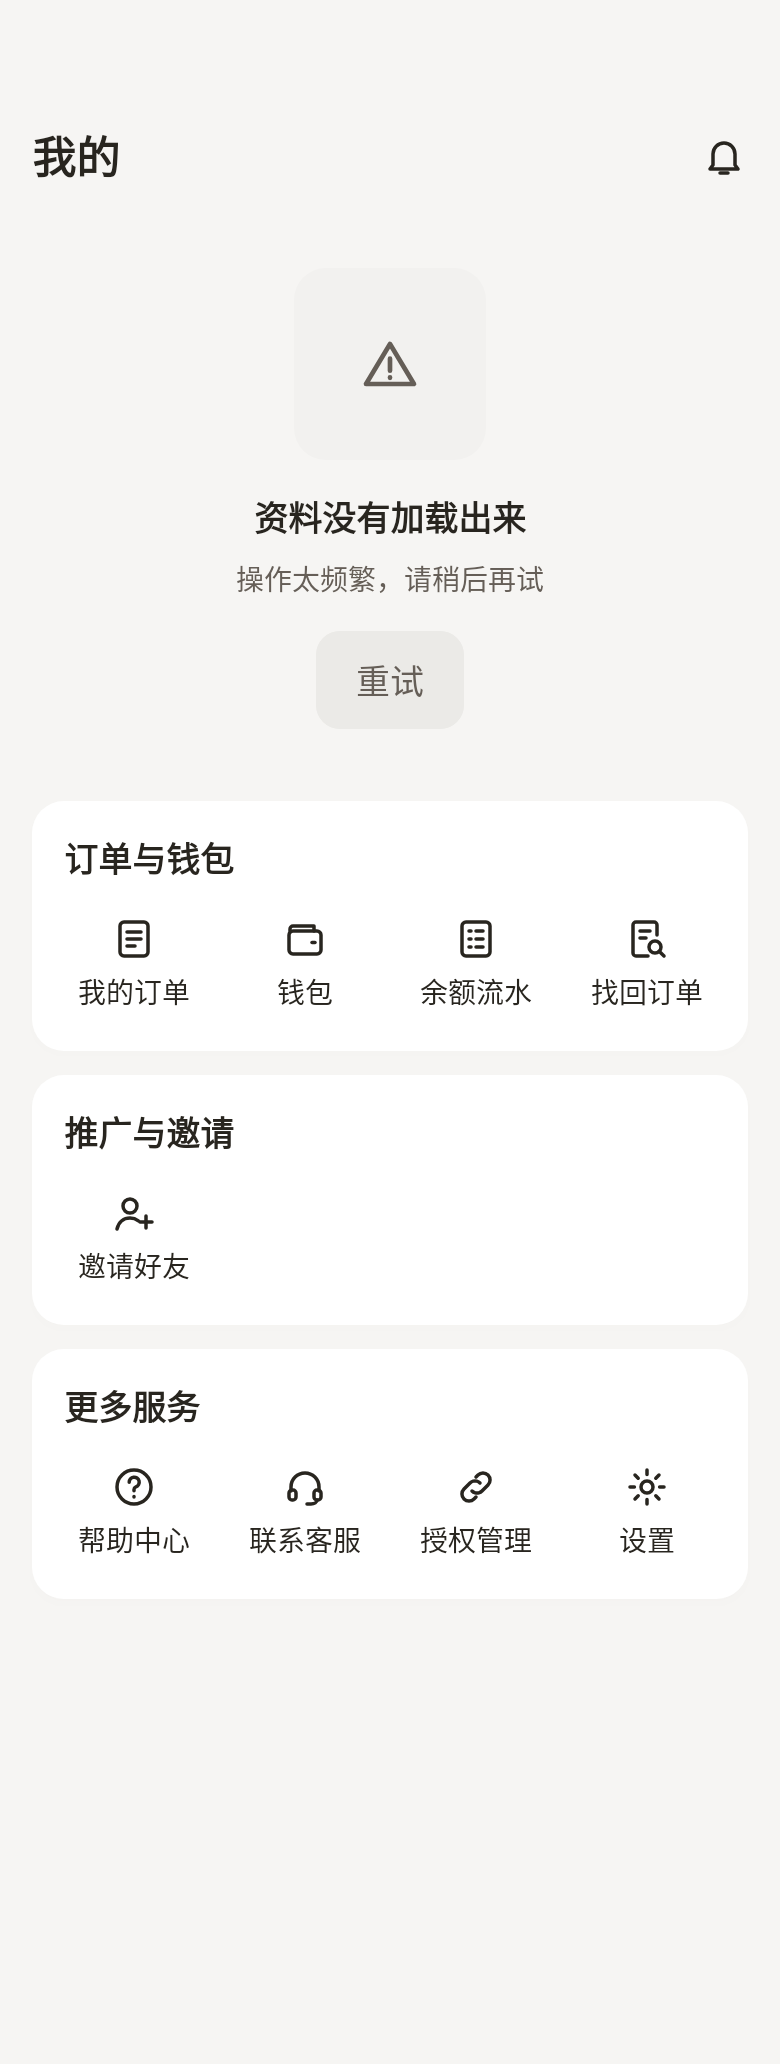 我的
资料没有加载出来
操作太频繁，请稍后再试
重试
订单与钱包
我的订单 钱包 余额流水 找回订单
推广与邀请
邀请好友
更多服务
帮助中心 联系客服 授权管理 设置